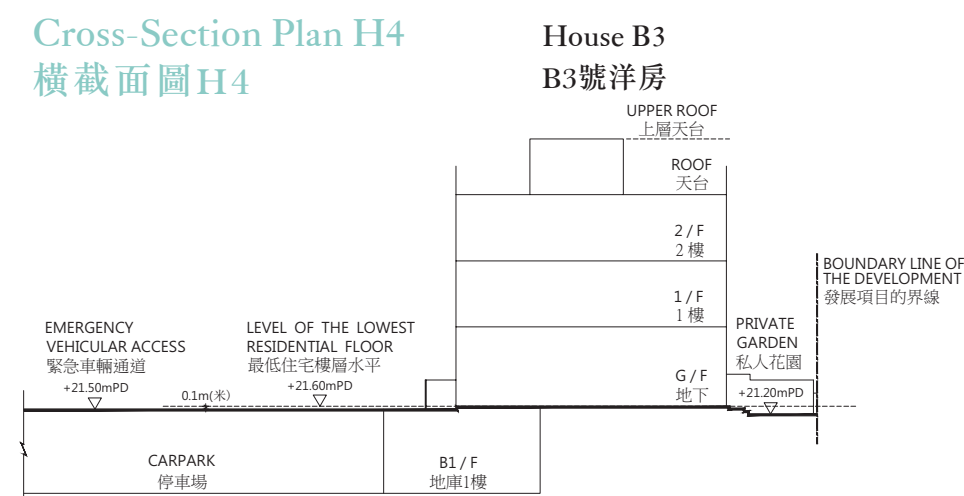 Cross-Section Plan H4
橫截面圖H4
House B3
B3號洋房
UPPER ROOF
上層天台
ROOF
天台
2 / F
2 樓
1 / F
1 樓
G / F
地下
BOUNDARY LINE OF
THE DEVELOPMENT
發展項目的界線
PRIVATE
GARDEN
私人花園
+21.20mPD
EMERGENCY
VEHICULAR ACCESS
緊急車輛通道
+21.50mPD
0.1m(米)
LEVEL OF THE LOWEST
RESIDENTIAL FLOOR
最低住宅樓層水平
+21.60mPD
CARPARK
停車場
B1 / F
地庫1樓